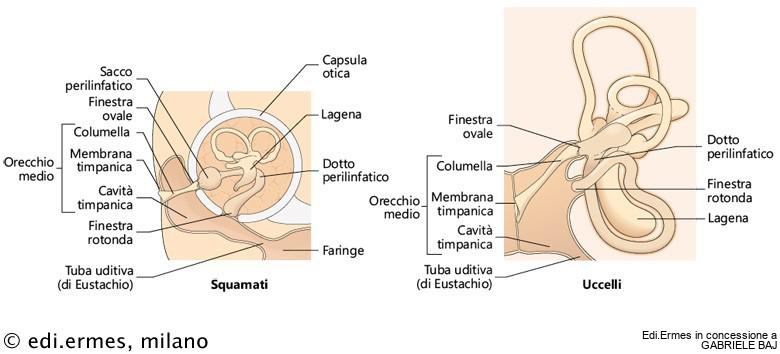 Sacco
perilinfatico
Finestra
ovale
Columella
Orecchio
medio
Membrana
timpanica
Cavità
timpanica
Finestra
rotonda
Tuba uditiva
(di Eustachio)
Capsula
otica
Lagena
Dotto
perilinfatico
Faringe
Squamati
Finestra
ovale
Columella
Orecchio
medio
Membrana
timpanica
Cavità
timpanica
Tuba uditiva
(di Eustachio)
Dotto
perilinfatico
Finestra
rotonda
Lagena
Uccelli
© edi.ermes, milano
Edi.Ermes in concessione a
GABRIELE BAJ